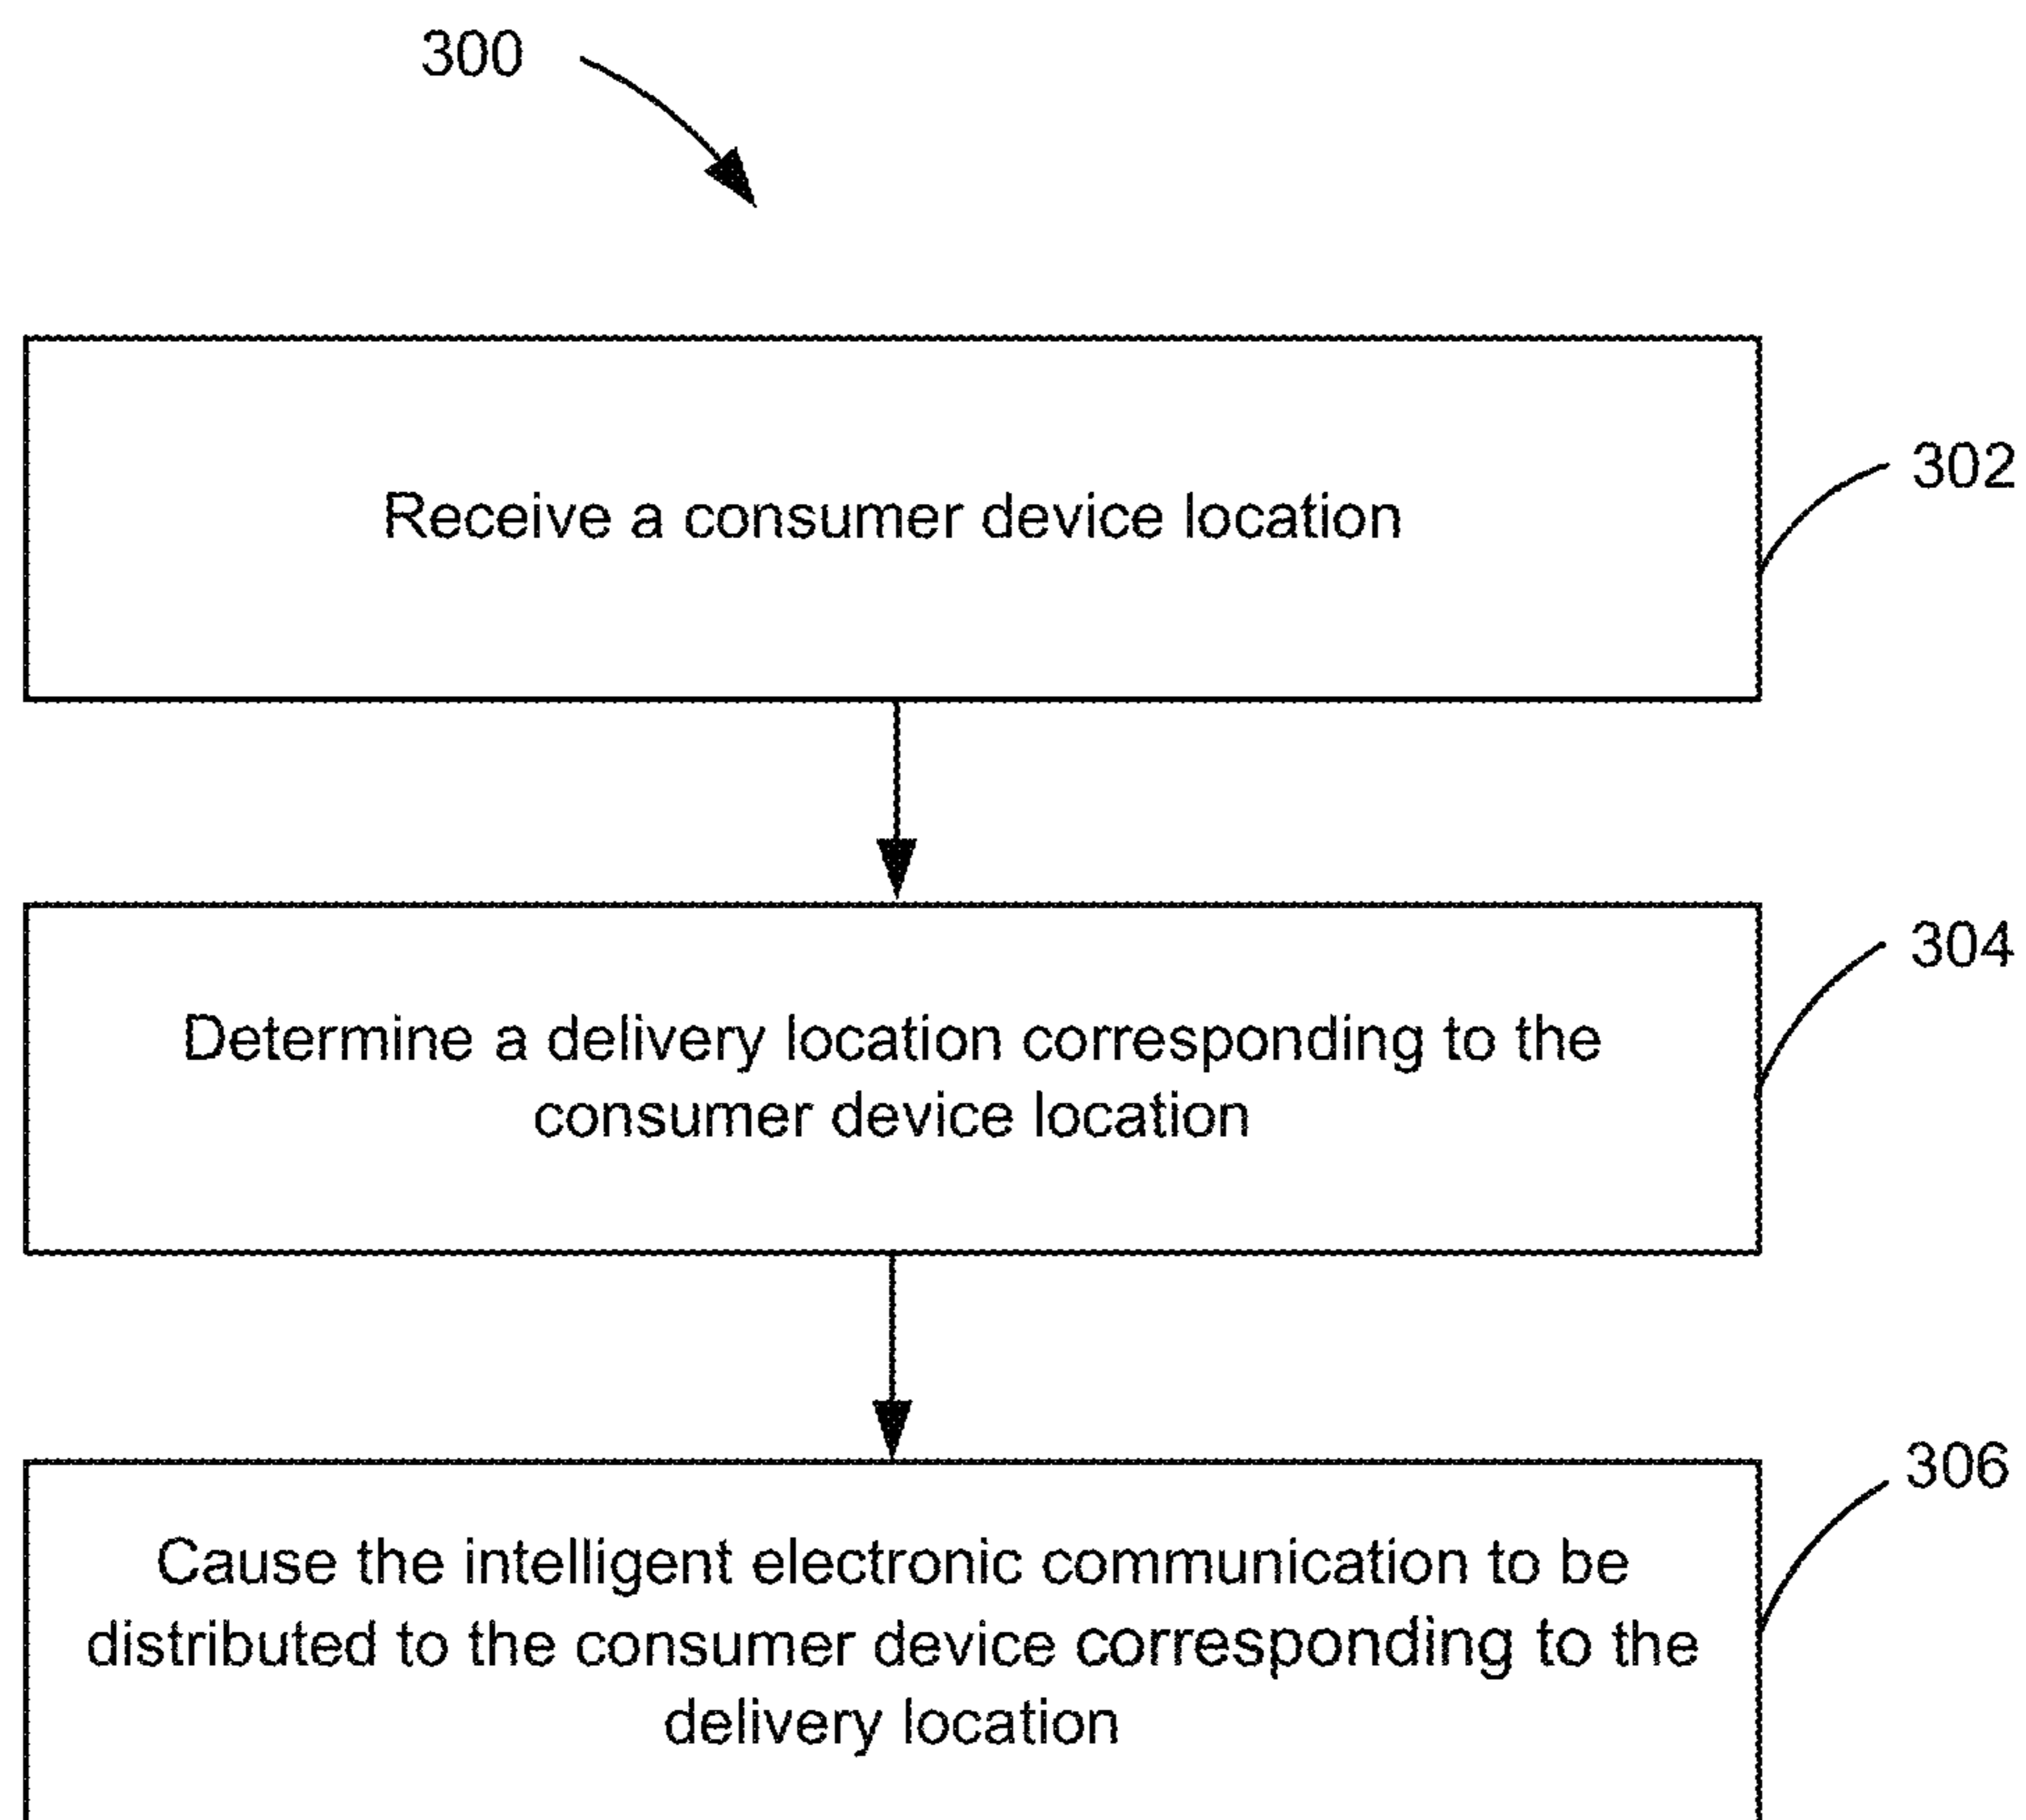 300
Receive a consumer device location
302
Determine a delivery location corresponding to the
consumer device location
304
Cause the intelligent electronic communication to be
distributed to the consumer device corresponding to the
delivery location
306